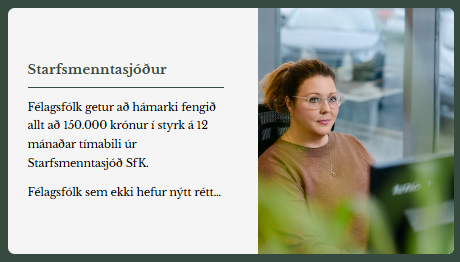 Starfsmenntasjóður
Félagsfólk getur að hámarki fengið
allt að 150.000 krónur í styrk á 12
mánaðar tímabili úr
Starfsmenntasjóð SfK.
Félagsfólk sem ekki hefur nýtt rétt...